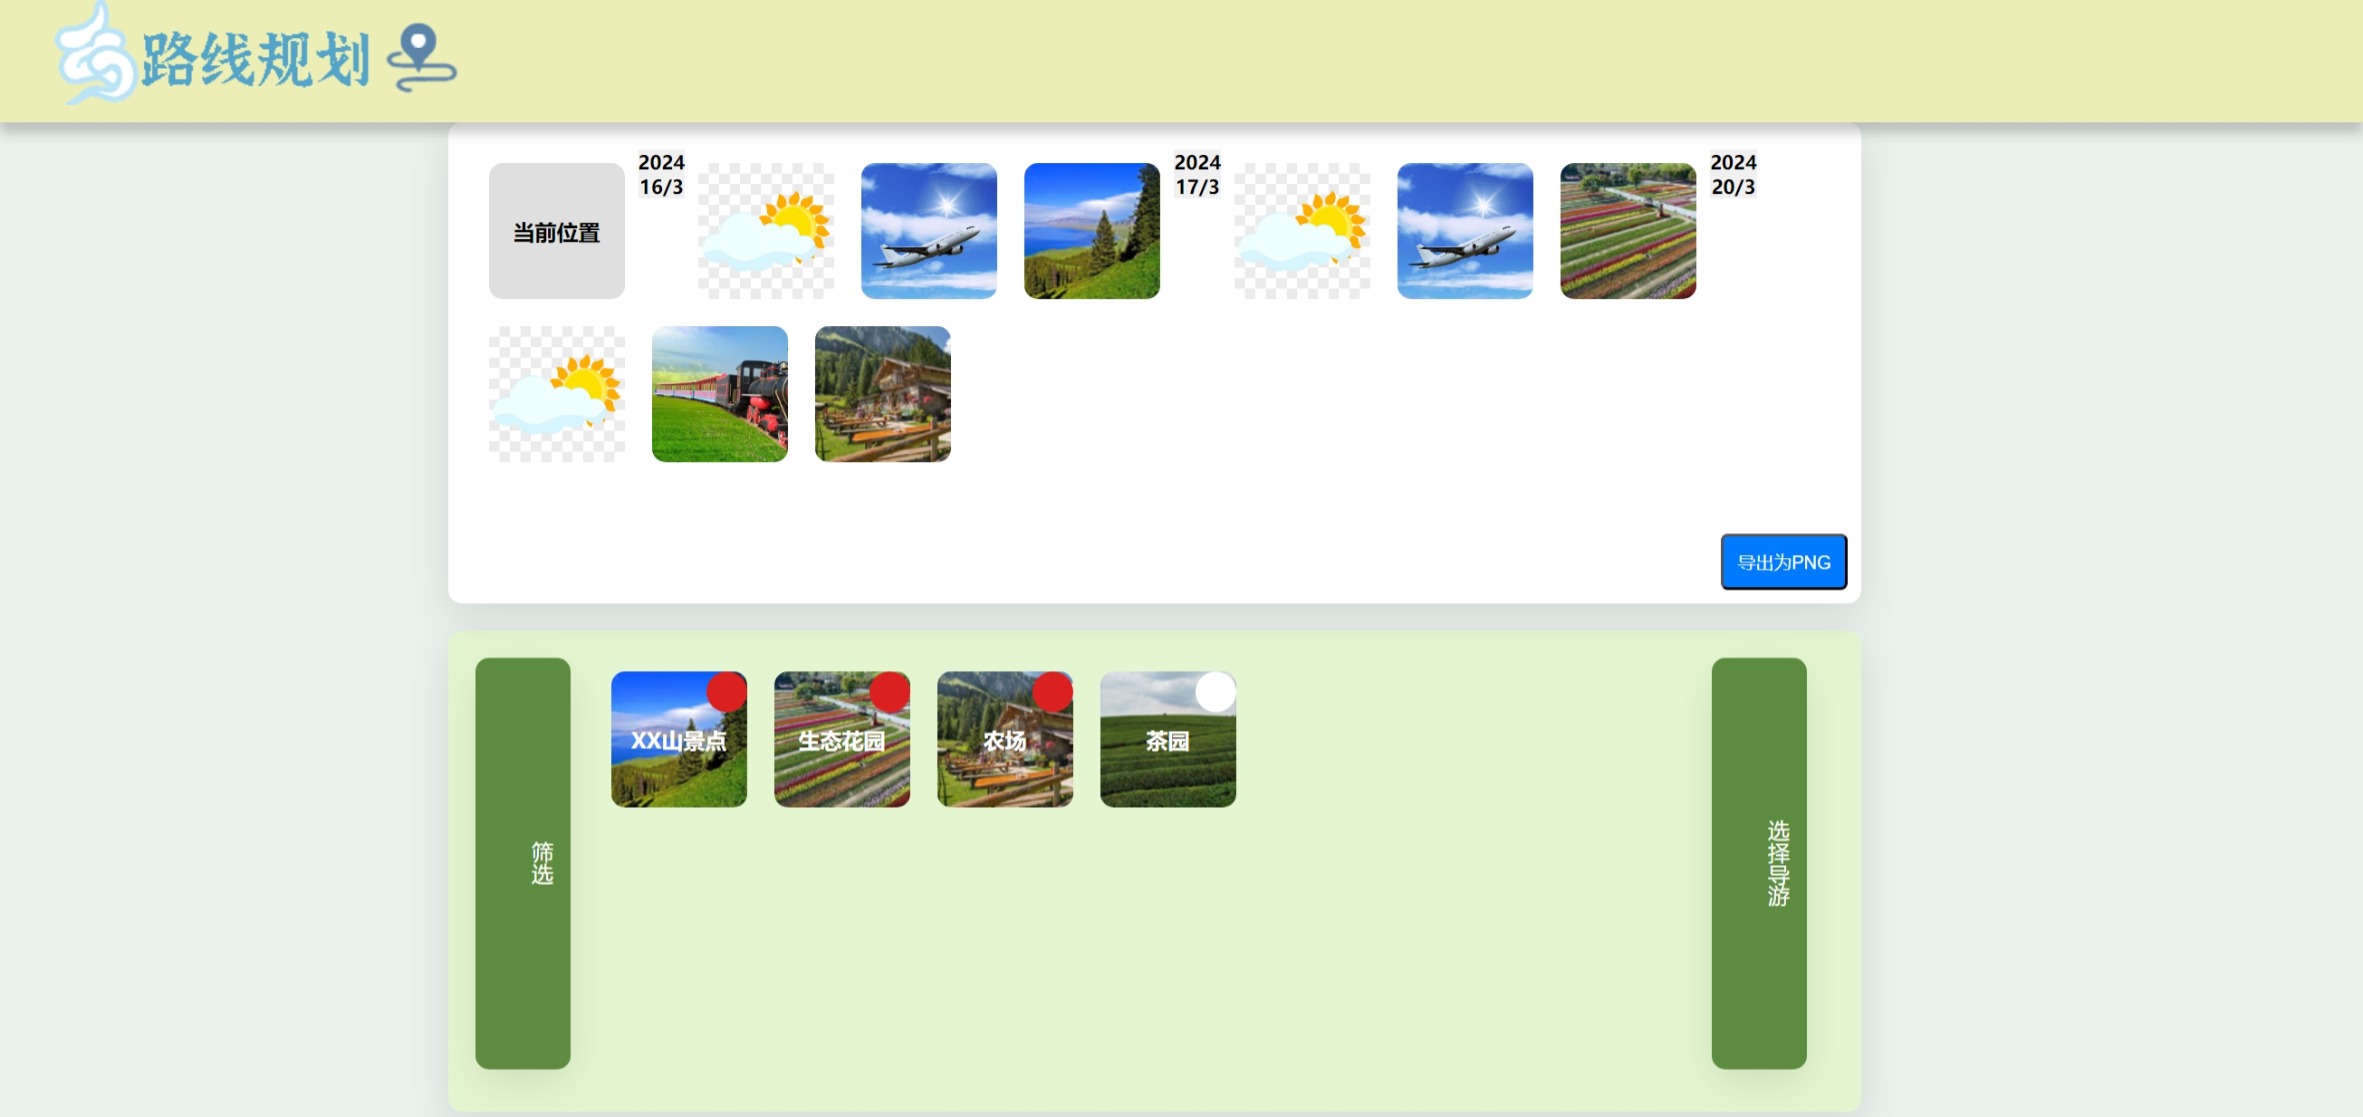 路线规划
当前位置
2024
16/3
2024
17/3
2024
20/3
导出为PNG
筛选
XX山景点
生态花园
农场
茶园
选择导游